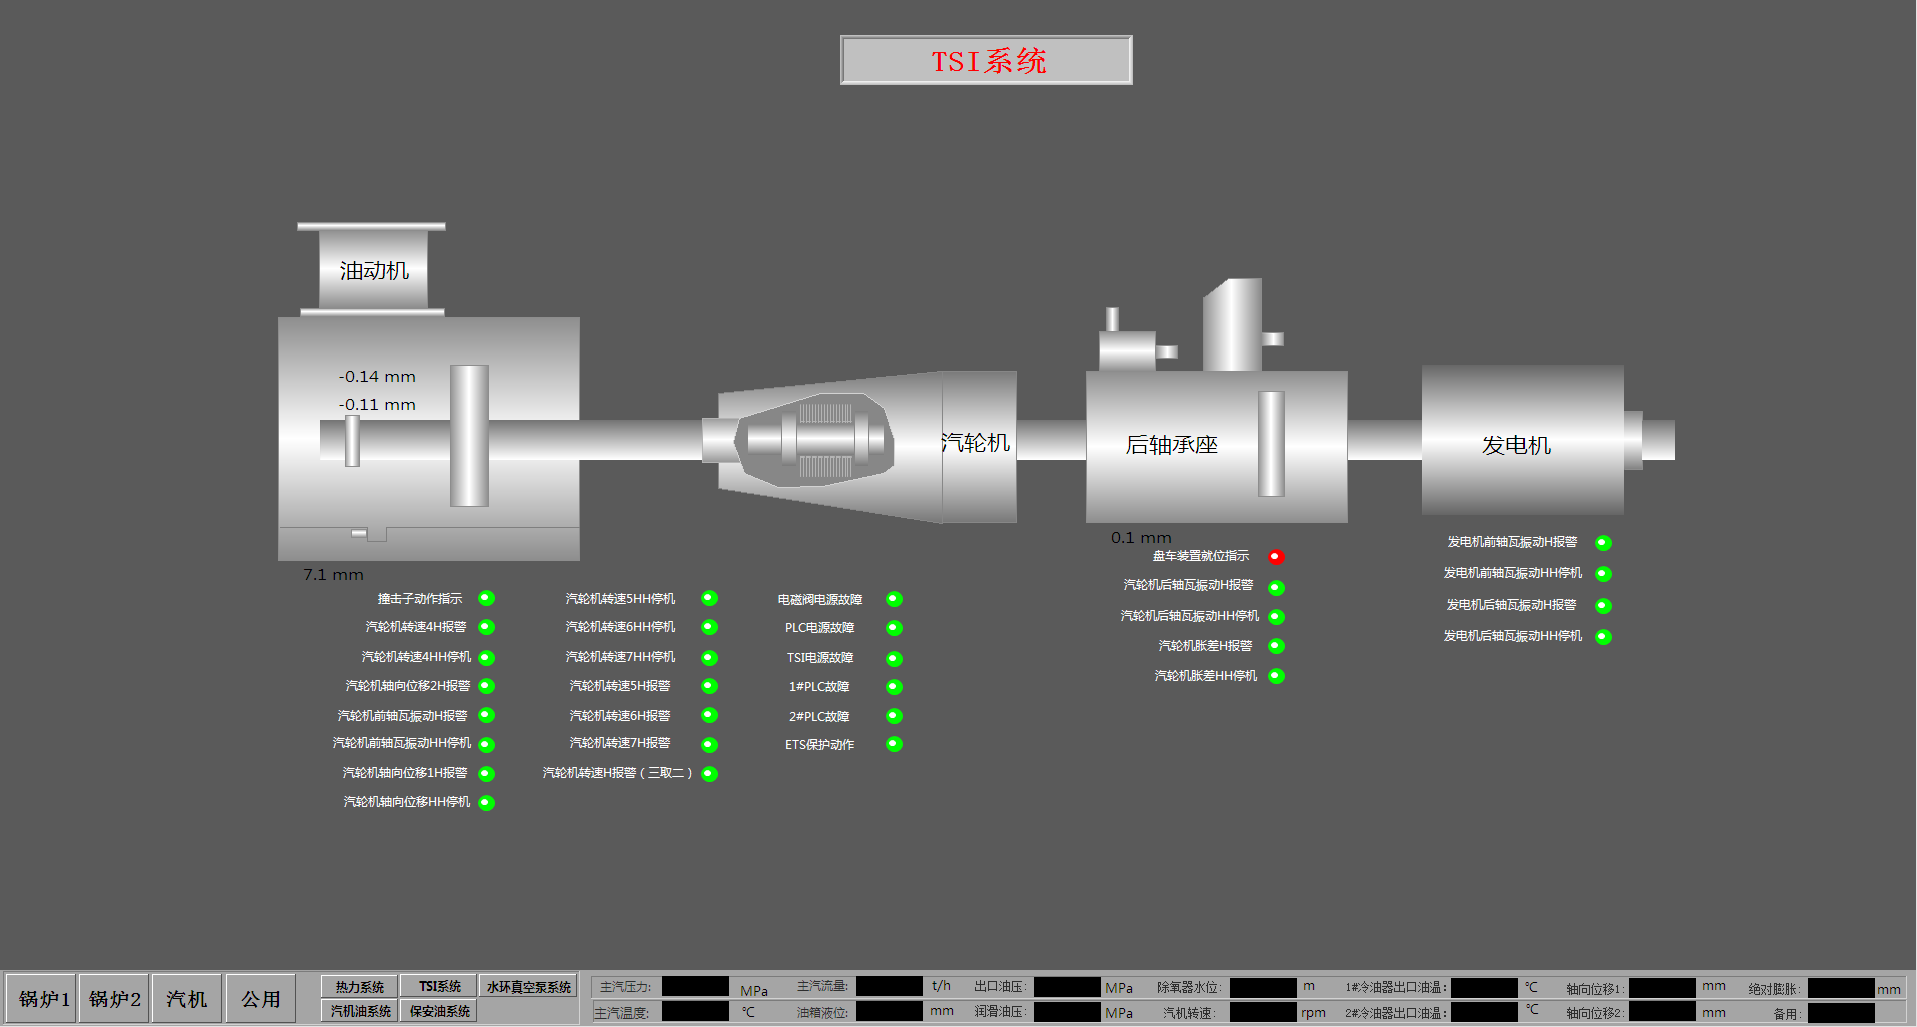 TSI系统
油动机
-0.14 mm
-0.11 mm
汽轮机
后轴承座
发电机
7.1 mm
0.1 mm
撞击子动作指示
汽轮机转速4H报警
汽轮机转速4HH停机
汽轮机轴向位移2H报警
汽轮机前轴瓦振动H报警
汽轮机前轴瓦振动HH停机
汽轮机轴向位移1H报警
汽轮机轴向位移HH停机
汽轮机转速5HH停机
汽轮机转速6HH停机
汽轮机转速7HH停机
汽轮机转速5H报警
汽轮机转速6H报警
汽轮机转速7H报警
汽轮机转速H报警（三取二）
电磁阀电源故障
PLC电源故障
TSI电源故障
1#PLC故障
2#PLC故障
ETS保护动作
盘车装置就位指示
汽轮机后轴瓦振动H报警
汽轮机后轴瓦振动HH停机
汽轮机胀差H报警
汽轮机胀差HH停机
发电机前轴瓦振动H报警
发电机前轴瓦振动HH停机
发电机后轴瓦振动H报警
发电机后轴瓦振动HH停机
锅炉1 锅炉2 汽机 公用
热力系统 TSI系统 水环真空泵系统
汽机油系统 保安油系统
主汽压力: MPa 主汽流量: t/h 出口油压: MPa 除氧器水位: m 1#冷油器出口油温: ℃ 轴向位移1: mm 绝对膨胀: mm
主汽温度: ℃ 油箱液位: mm 润滑油压: MPa 汽机转速: rpm 2#冷油器出口油温: ℃ 轴向位移2: mm 备用: